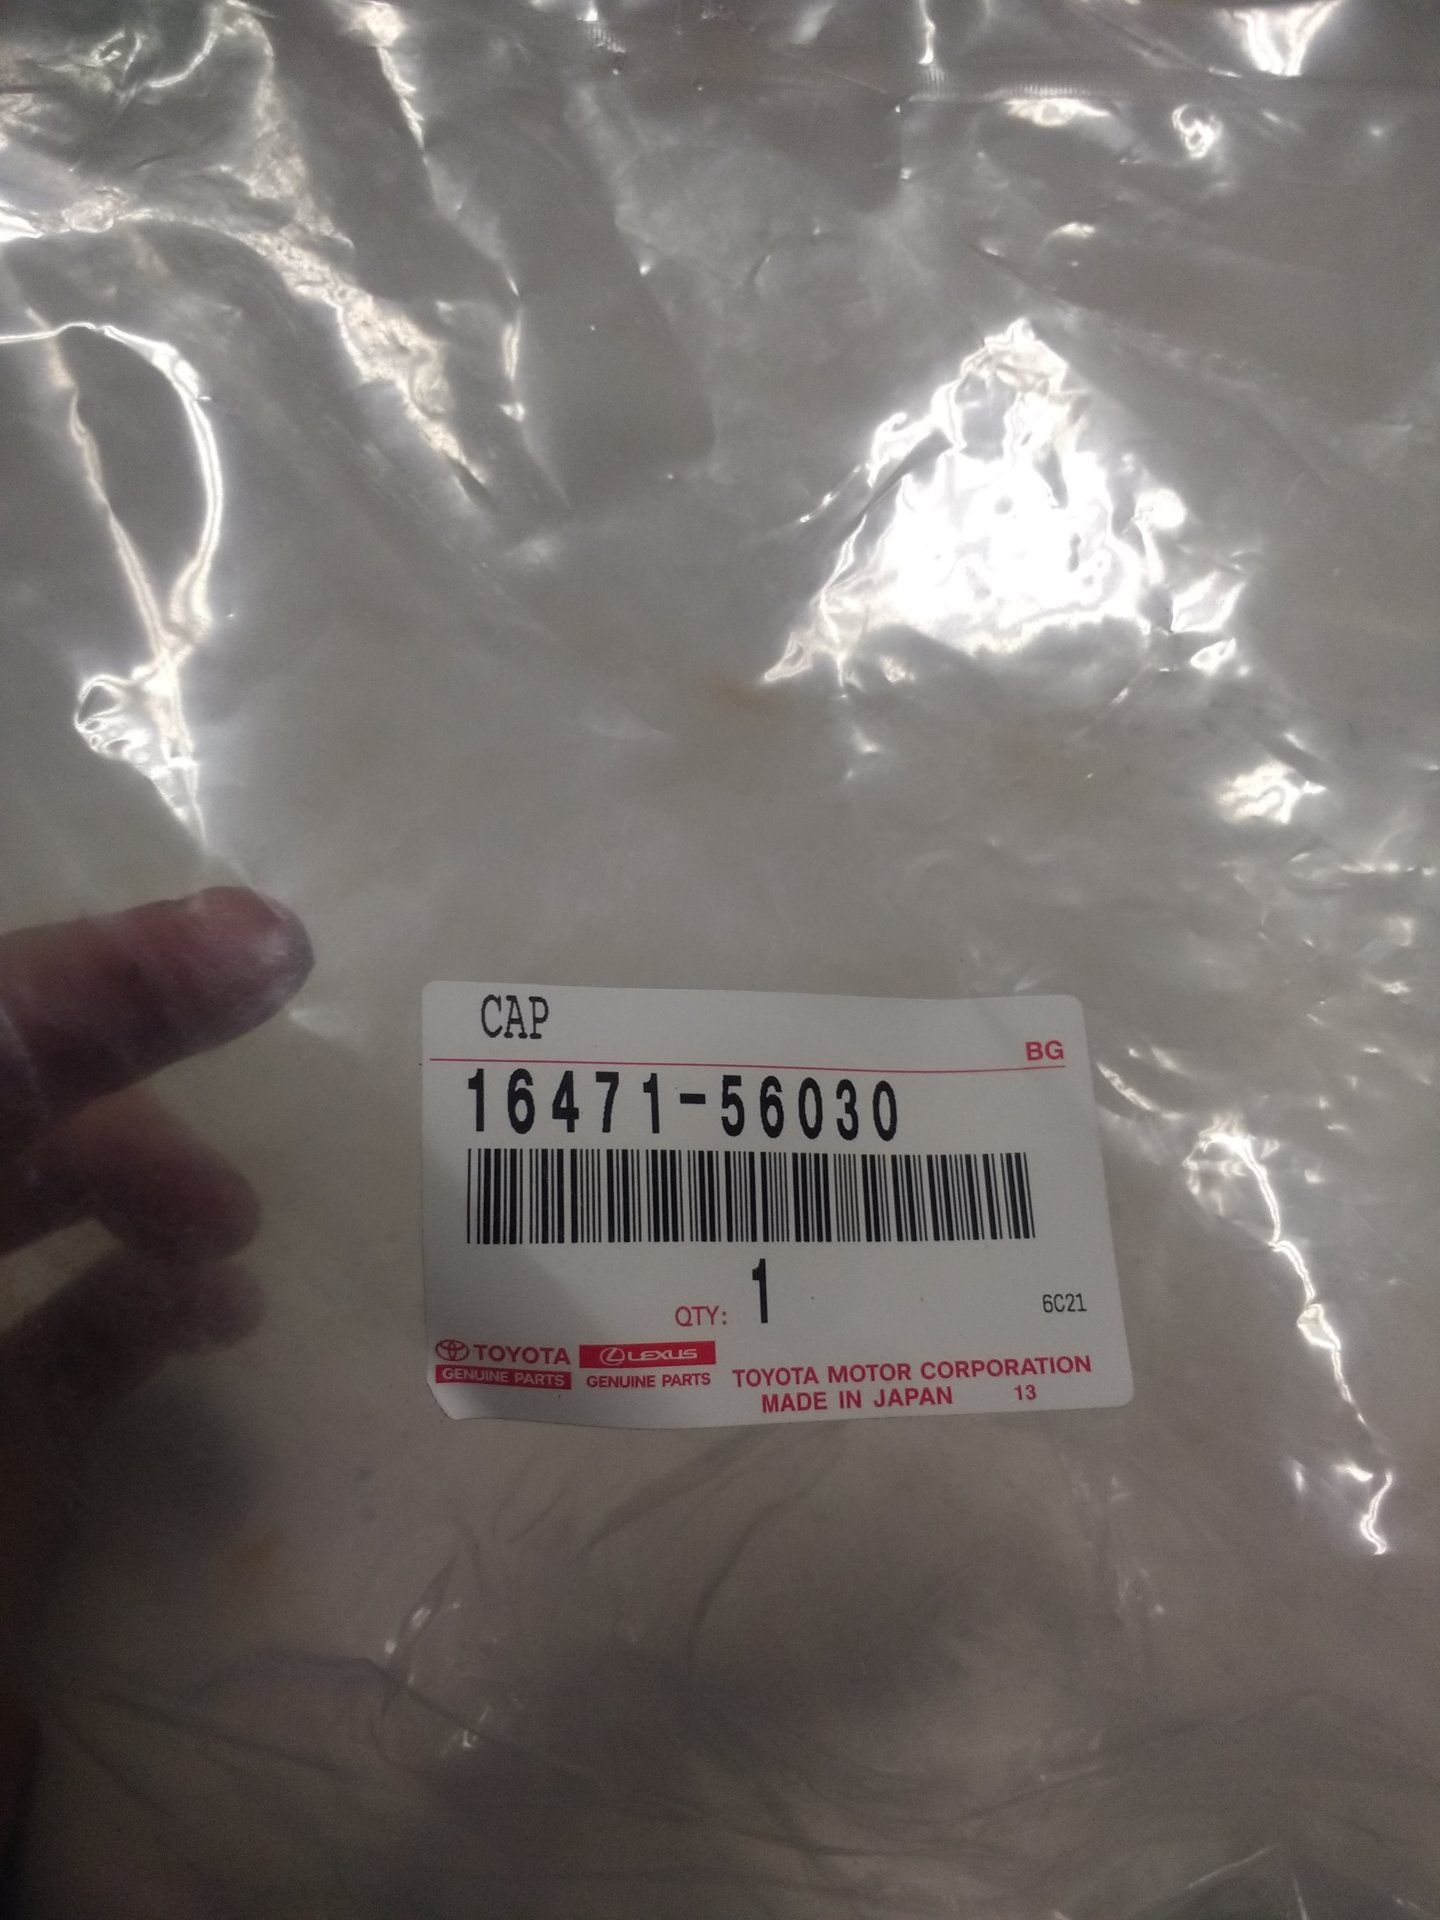 CAP
BG
16471-56030
QTY: 1
6C21
TOYOTA
GENUINE PARTS
LEXUS
GENUINE PARTS
TOYOTA MOTOR CORPORATION
MADE IN JAPAN 13